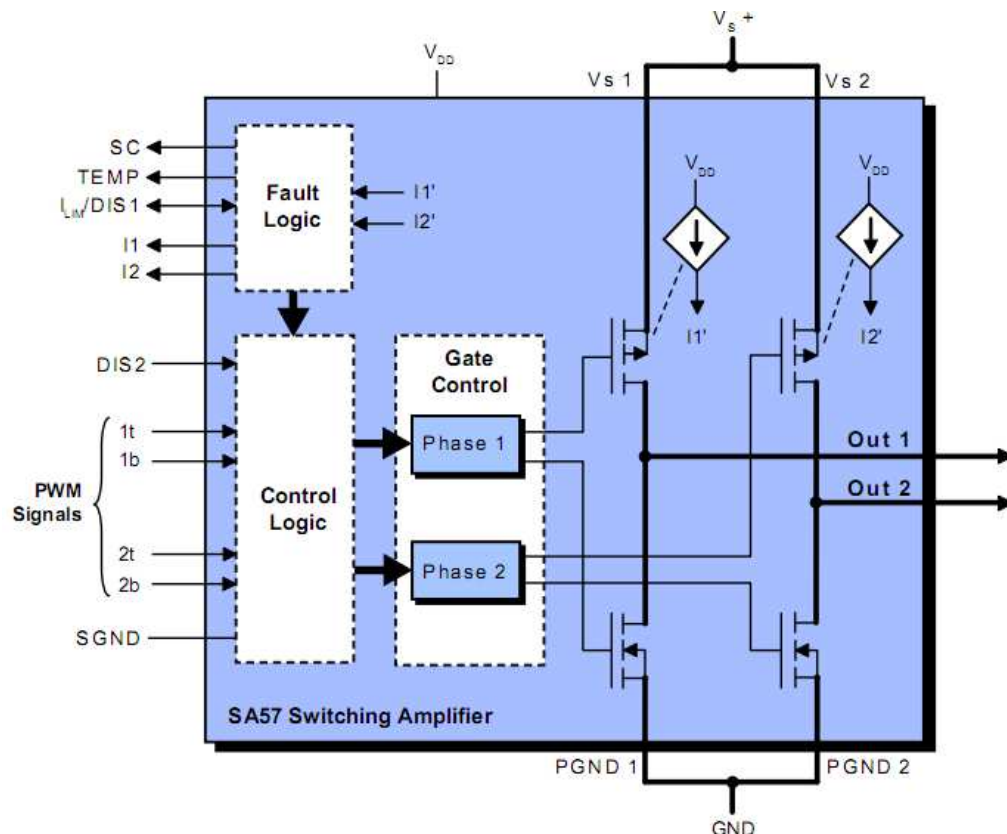 Vs +
VDD
Vs 1
Vs 2
SC
TEMP
ILIM/DIS1
I1
I2
Fault
Logic
I1'
I2'
VDD
VDD
I1'
I2'
DIS2
Gate
Control
1t
1b
PWM
Signals
2t
2b
SGND
Control
Logic
Phase 1
Phase 2
Out 1
Out 2
SA57 Switching Amplifier
PGND 1
PGND 2
GND